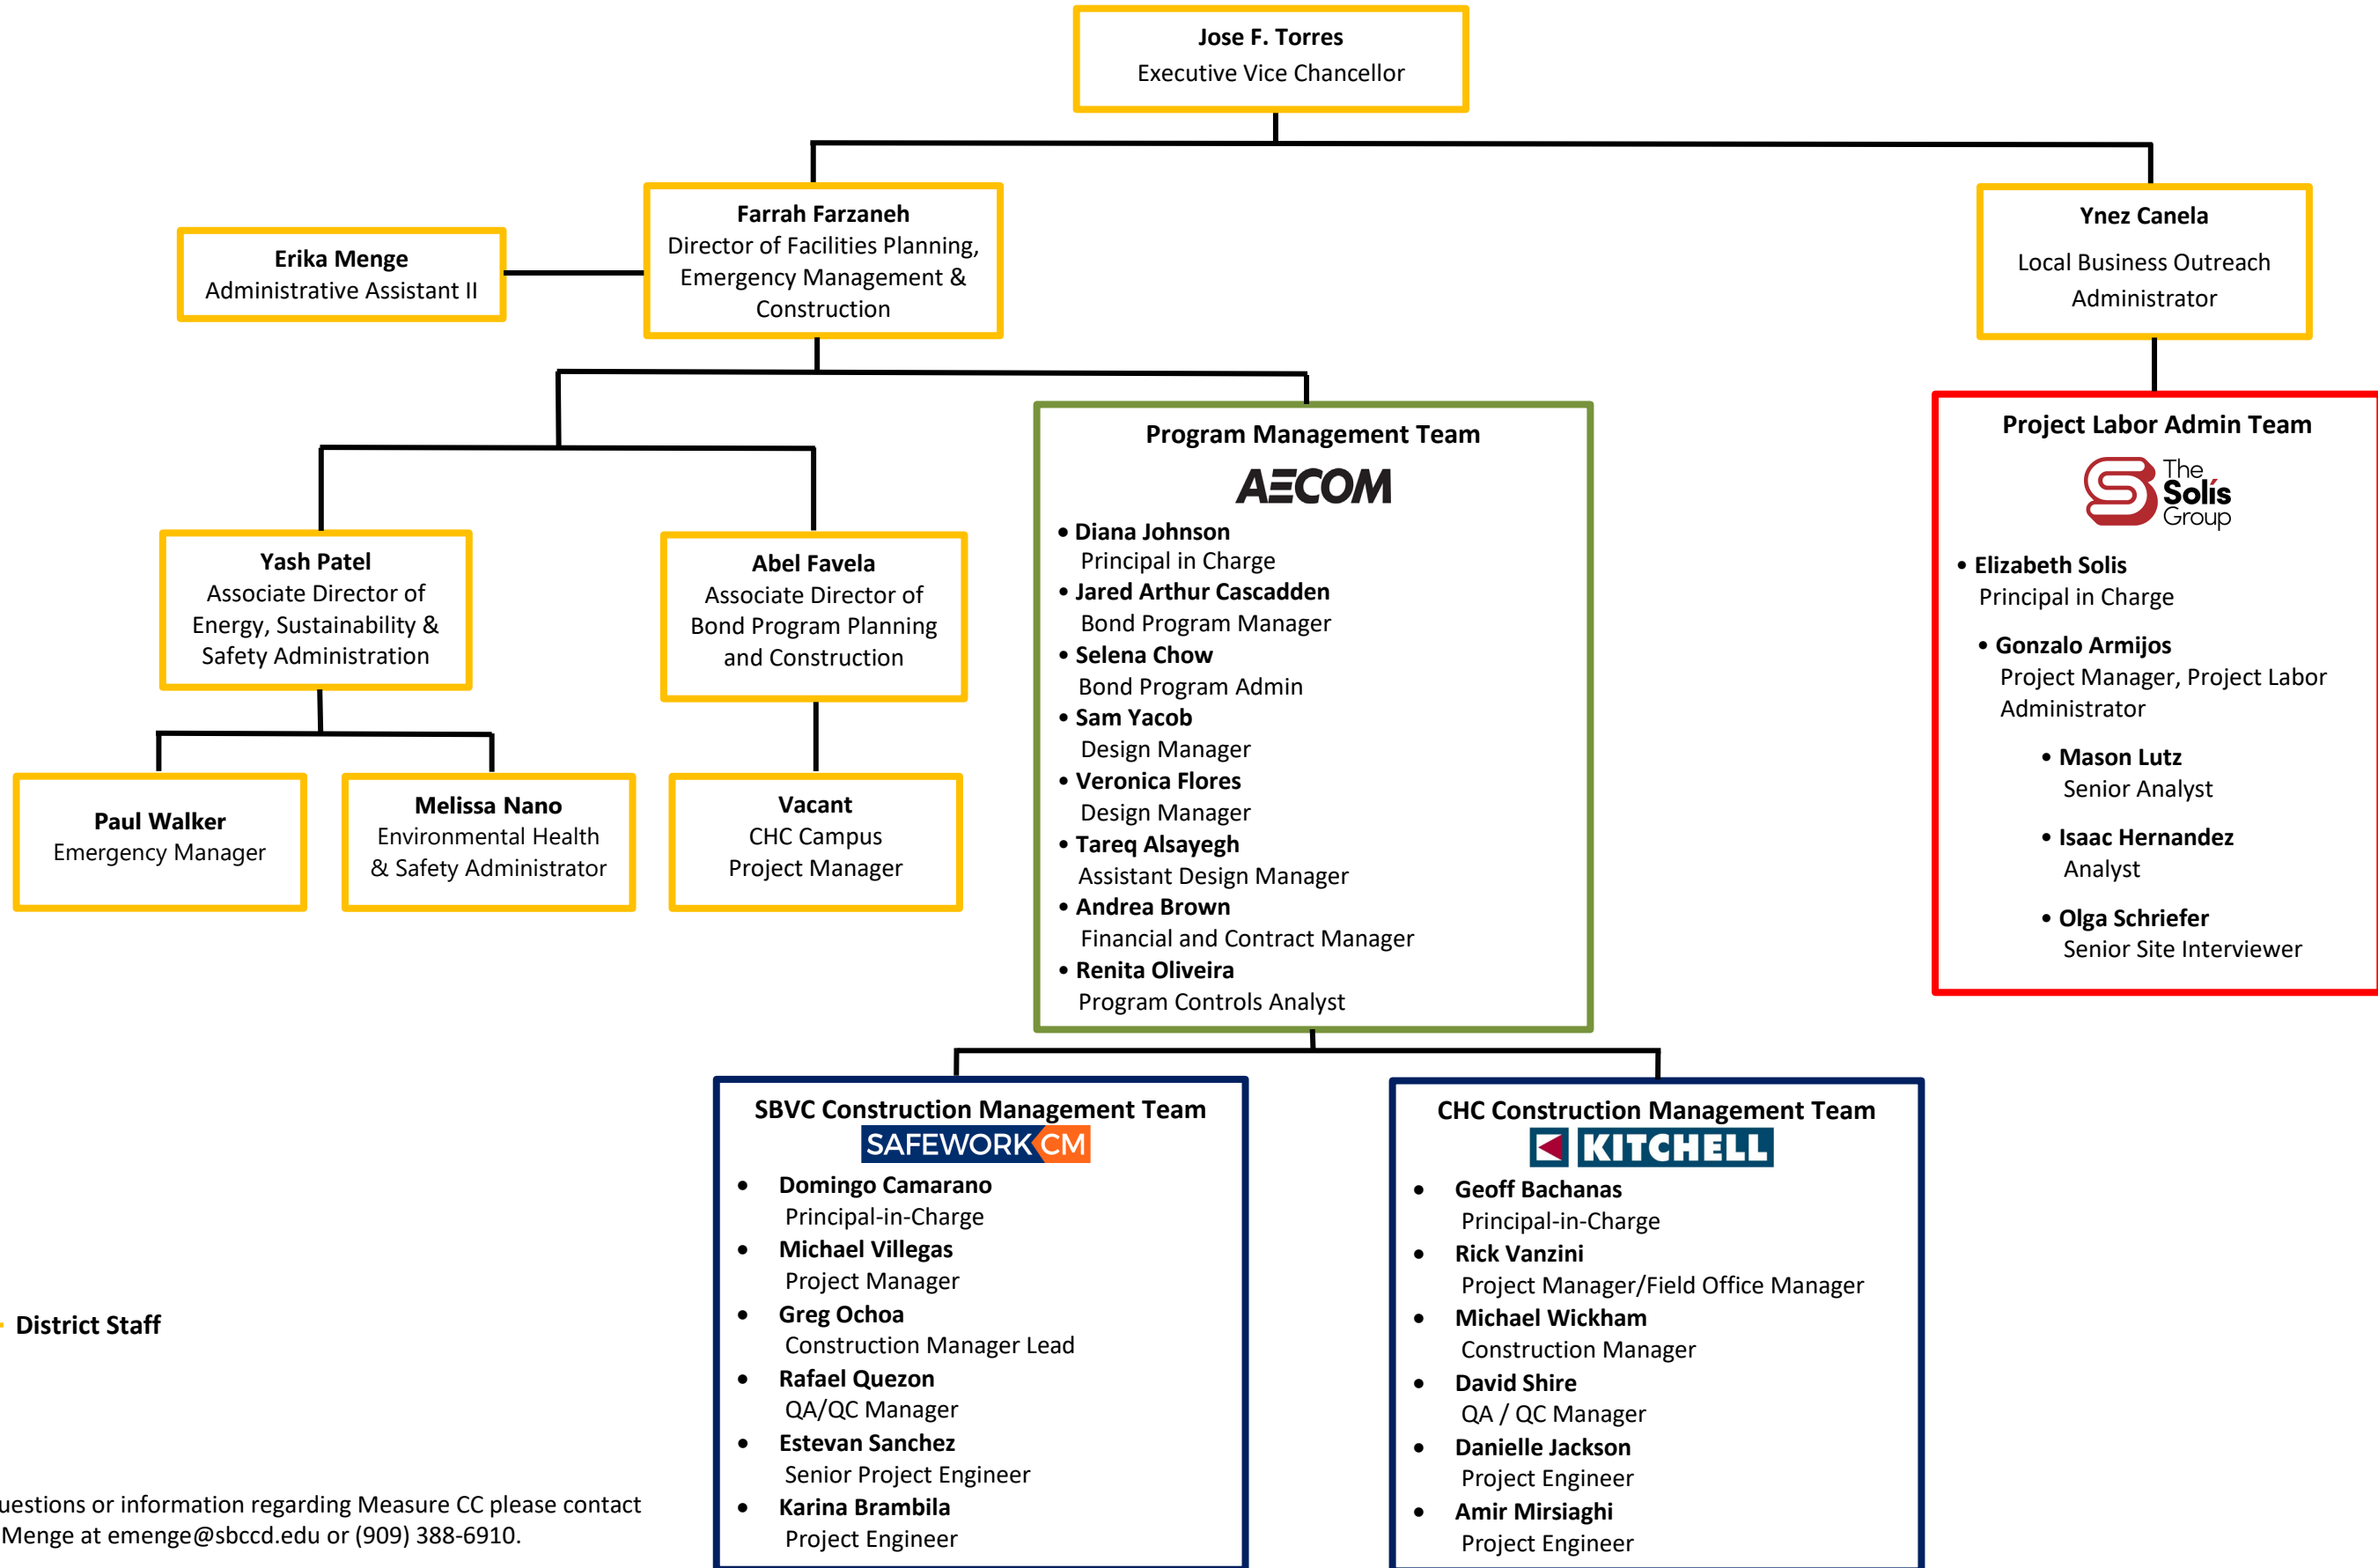 Jose F. Torres
Executive Vice Chancellor
Farrah Farzaneh
Director of Facilities Planning,
Emergency Management &
Construction
Erika Menge
Administrative Assistant II
Ynez Canela
Local Business Outreach
Administrator
Yash Patel
Associate Director of
Energy, Sustainability &
Safety Administration
Abel Favela
Associate Director of
Bond Program Planning
and Construction
Paul Walker
Emergency Manager
Melissa Nano
Environmental Health
& Safety Administrator
Vacant
CHC Campus
Project Manager
Program Management Team
AECOM
• Diana Johnson
Principal in Charge
• Jared Arthur Cascadden
Bond Program Manager
• Selena Chow
Bond Program Admin
• Sam Yacob
Design Manager
• Veronica Flores
Design Manager
• Tareq Alsayegh
Assistant Design Manager
• Andrea Brown
Financial and Contract Manager
• Renita Oliveira
Program Controls Analyst
Project Labor Admin Team
The
Solís
Group
• Elizabeth Solis
Principal in Charge
• Gonzalo Armijos
Project Manager, Project Labor
Administrator
• Mason Lutz
Senior Analyst
• Isaac Hernandez
Analyst
• Olga Schriefer
Senior Site Interviewer
SBVC Construction Management Team
SAFEWORK CM
• Domingo Camarano
Principal-in-Charge
• Michael Villegas
Project Manager
• Greg Ochoa
Construction Manager Lead
• Rafael Quezon
QA/QC Manager
• Estevan Sanchez
Senior Project Engineer
• Karina Brambila
Project Engineer
CHC Construction Management Team
KITCHELL
• Geoff Bachanas
Principal-in-Charge
• Rick Vanzini
Project Manager/Field Office Manager
• Michael Wickham
Construction Manager
• David Shire
QA / QC Manager
• Danielle Jackson
Project Engineer
• Amir Mirsiaghi
Project Engineer
District Staff
uestions or information regarding Measure CC please contact
Menge at emenge@sbccd.edu or (909) 388-6910.